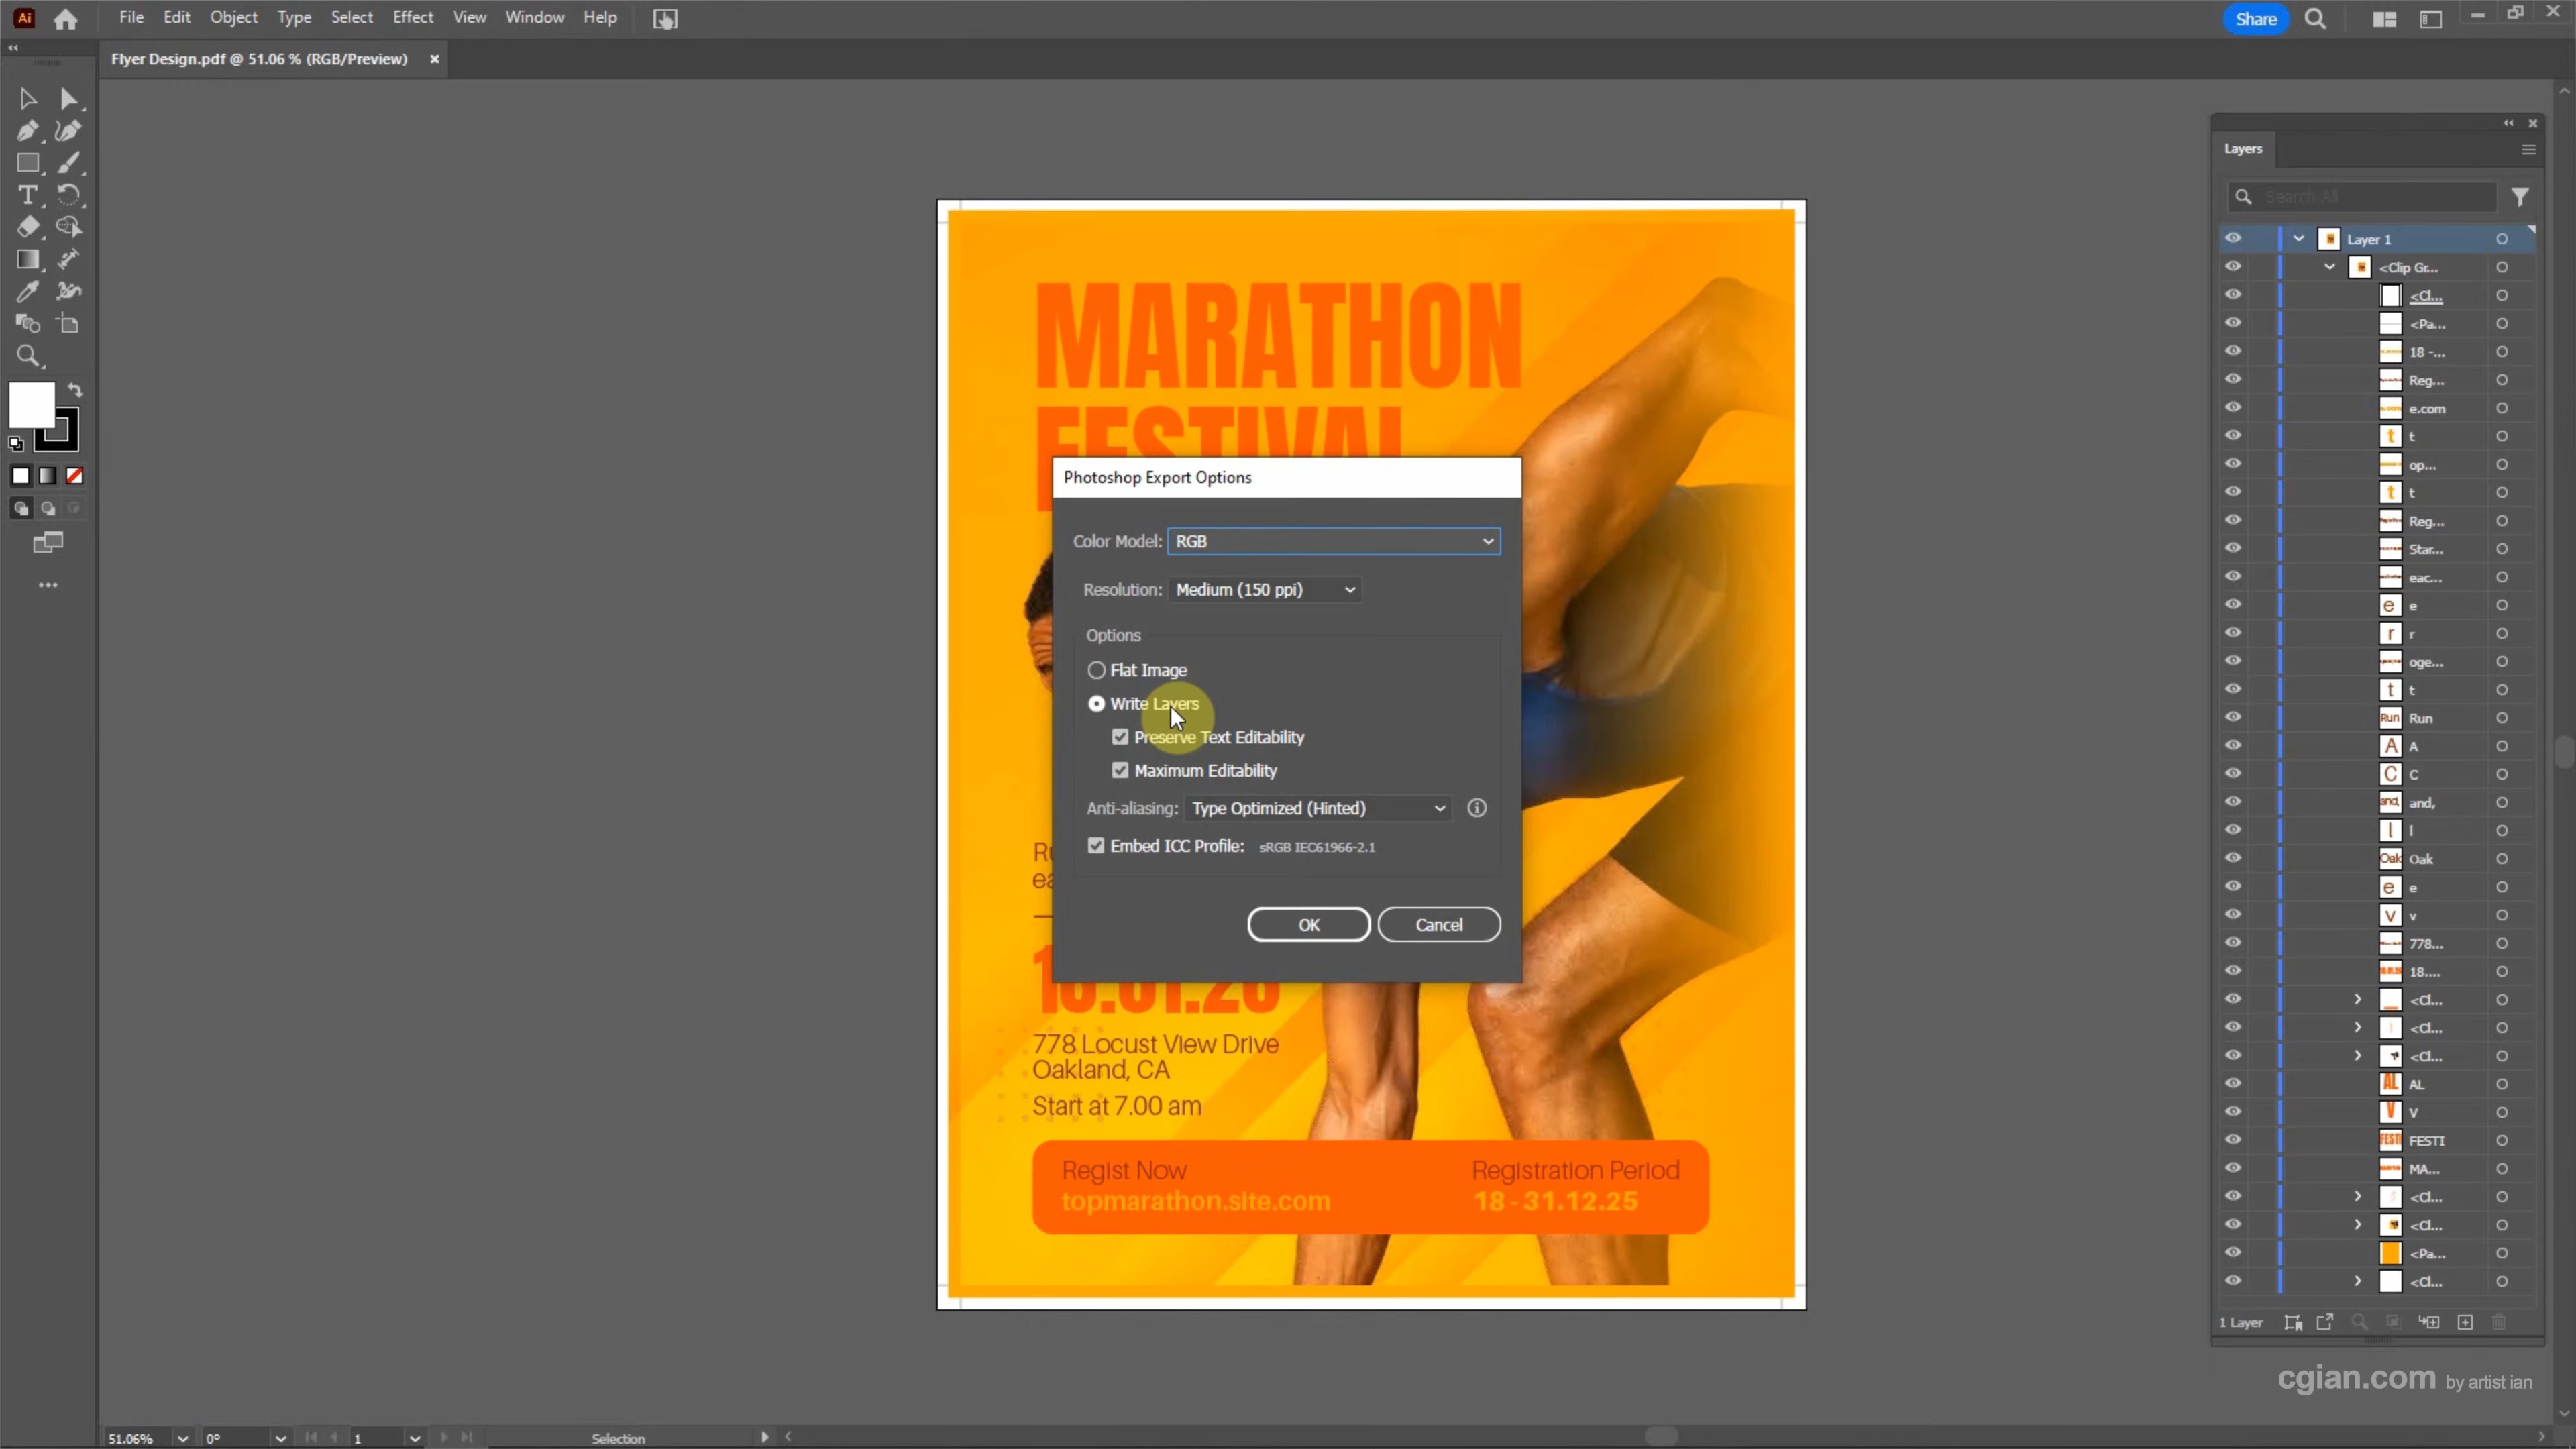 Ai File Edit Object Type Select Effect View Window Help Share
Flyer Design.pdf @ 51.06 % (RGB/Preview)
MARATHON
FESTIVAL
Photoshop Export Options
Color Model: RGB
Resolution: Medium (150 ppi)
Options
Flat Image
Write Layers
Preserve Text Editability
Maximum Editability
Anti-aliasing: Type Optimized (Hinted)
Embed ICC Profile: sRGB IEC61966-2.1
OK Cancel
778 Locust View Drive
Oakland, CA
Start at 7.00 am
Regist Now
topmarathon.site.com
Registration Period
18 - 31.12.25
Layers
Search All
Layer 1
<Clip Gr...
<Cl...
<Pa...
18 -...
Reg...
e.com
t
op...
t
Reg...
Star...
eac...
e
r
oge...
t
Run
A
C
and,
l
Oak
e
v
778...
18....
<Cl...
<Cl...
<Cl...
AL
V
FESTI
MA...
<Cl...
<Cl...
<Pa...
<Cl...
1 Layer
cgian.com by artist ian
51.06% 0° 1 Selection